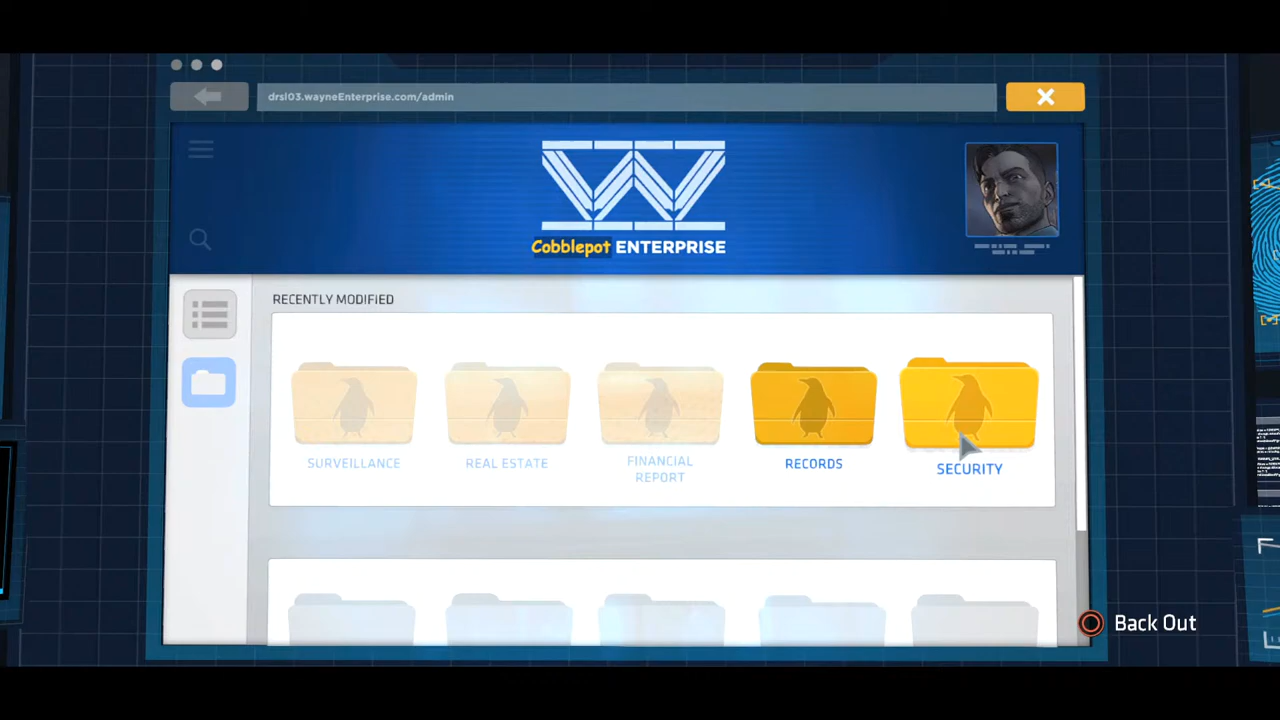 drsl03.wayneEnterprise.com/admin
Cobblepot ENTERPRISE
RECENTLY MODIFIED
SURVEILLANCE
REAL ESTATE
FINANCIAL
REPORT
RECORDS
SECURITY
Back Out